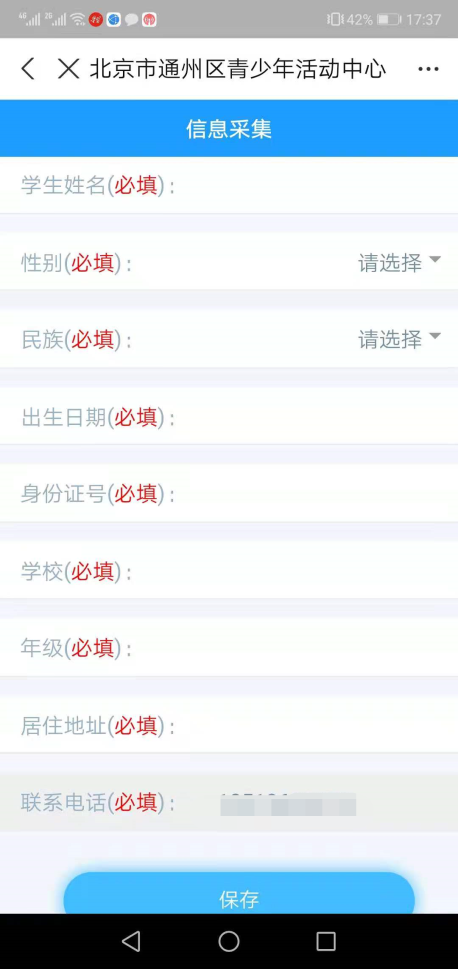 4G 2G 42% 17:37
北京市通州区青少年活动中心
信息采集
学生姓名(必填):
性别(必填): 请选择
民族(必填): 请选择
出生日期(必填):
身份证号(必填):
学校(必填):
年级(必填):
居住地址(必填):
联系电话(必填):
保存